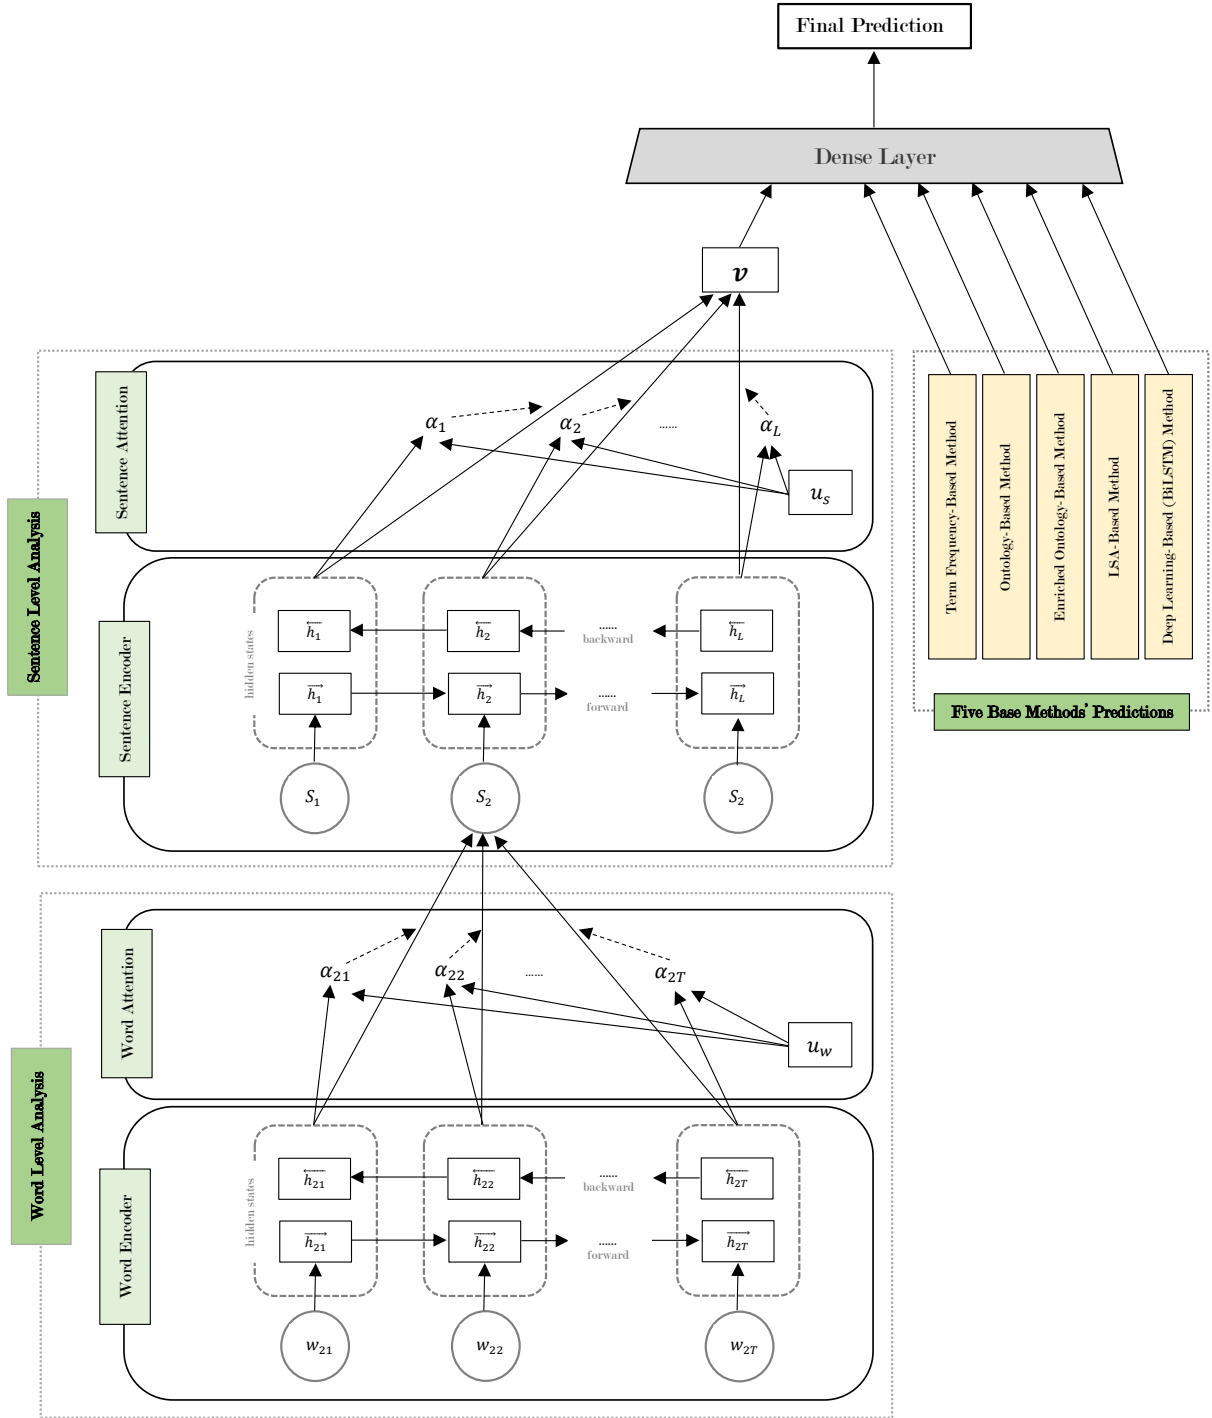 Final Prediction
Dense Layer
v
Sentence Level Analysis
Sentence Attention
α1
α2
......
αL
us
Sentence Encoder
hidden states
h1
h2
......
backward
hL
h1
h2
......
forward
hL
S1
S2
S2
Term Frequency-Based Method
Ontology-Based Method
Enriched Ontology-Based Method
LSA-Based Method
Deep Learning-Based (BiLSTM) Method
Five Base Methods' Predictions
Word Level Analysis
Word Attention
α21
α22
......
α2T
uw
Word Encoder
hidden states
h21
h22
......
backward
h2T
h21
h22
......
forward
h2T
w21
w22
w2T